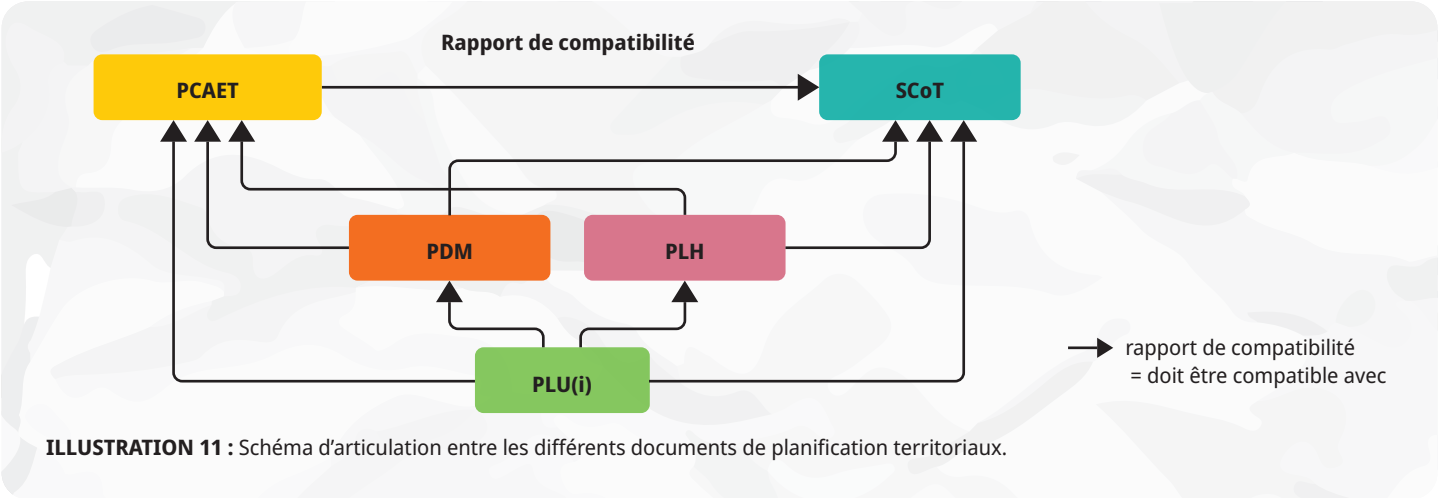 Rapport de compatibilité
PCAET
SCoT
PDM
PLH
PLU(i)
rapport de compatibilité
= doit être compatible avec
ILLUSTRATION 11 : Schéma d’articulation entre les différents documents de planification territoriaux.